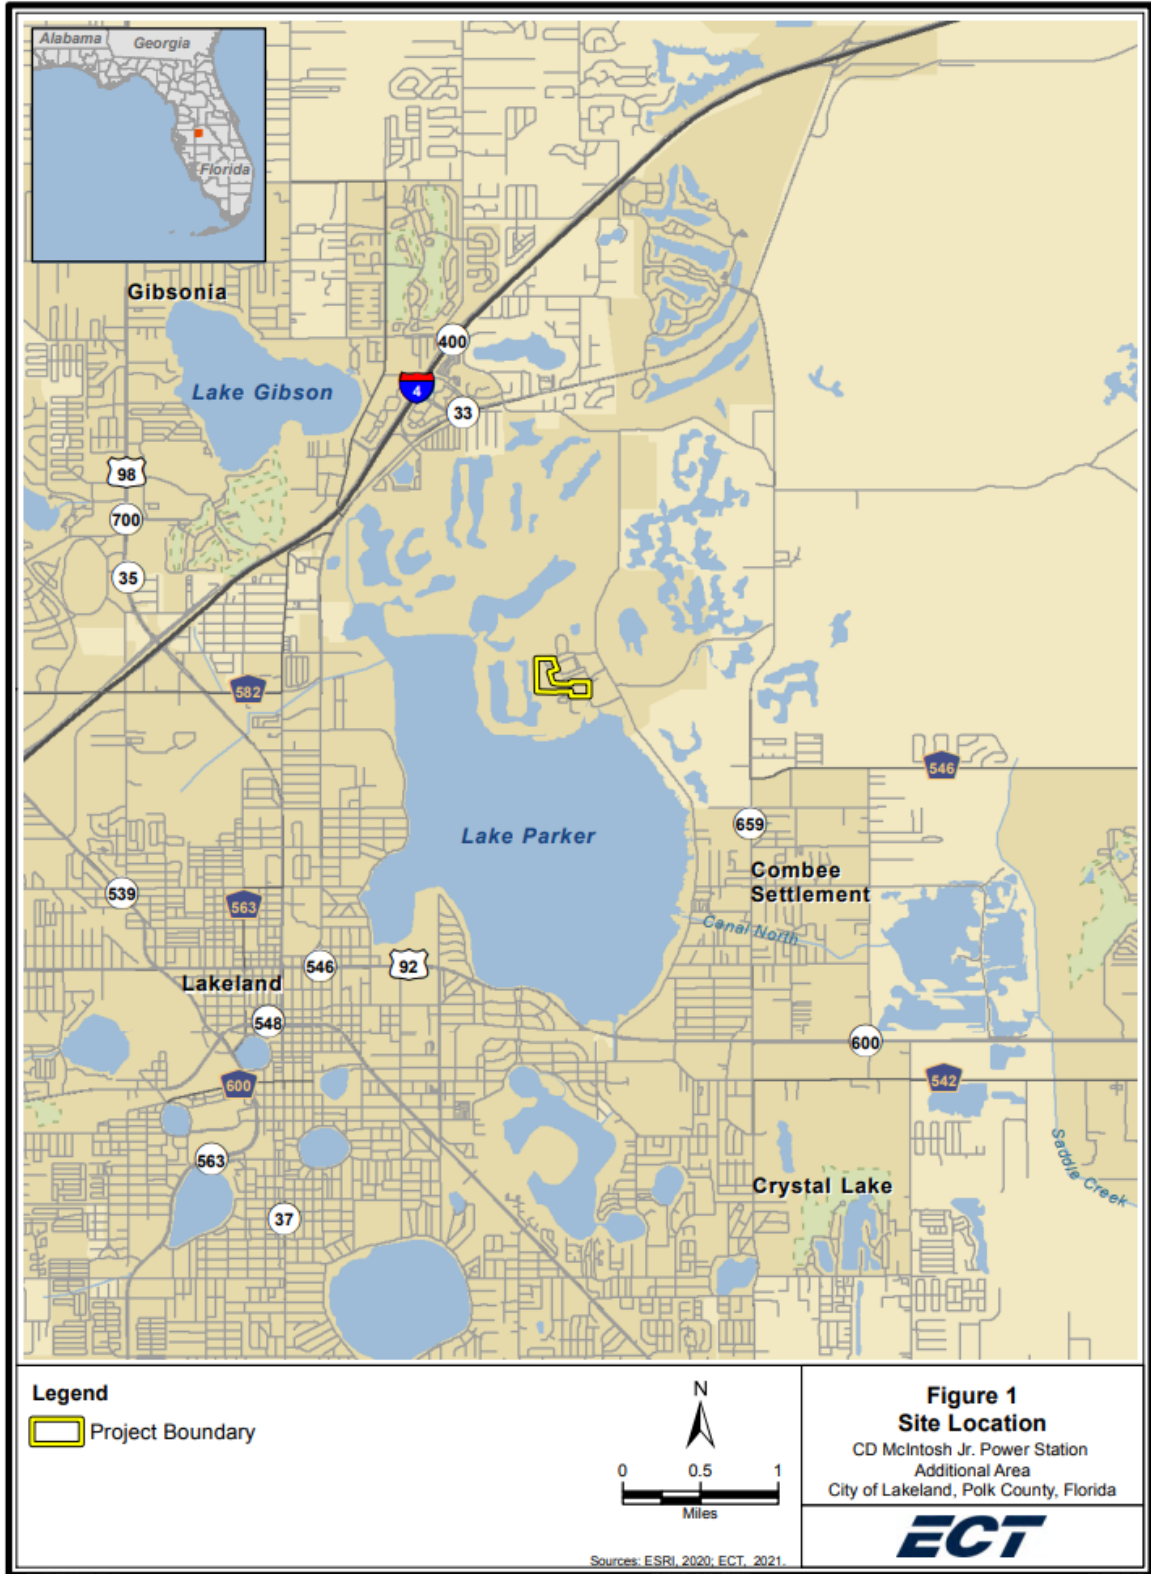 Alabama
Georgia
Florida
Gibsonia
400
Lake Gibson
4
33
98
700
35
582
546
Lake Parker
659
Combee
Settlement
539
563
Canal North
546
92
Lakeland
548
600
600
542
563
Saddle Creek
Crystal Lake
37
Legend
Project Boundary
N
0 0.5 1
Miles
Sources: ESRI, 2020; ECT, 2021.
Figure 1
Site Location
CD McIntosh Jr. Power Station
Additional Area
City of Lakeland, Polk County, Florida
ECT